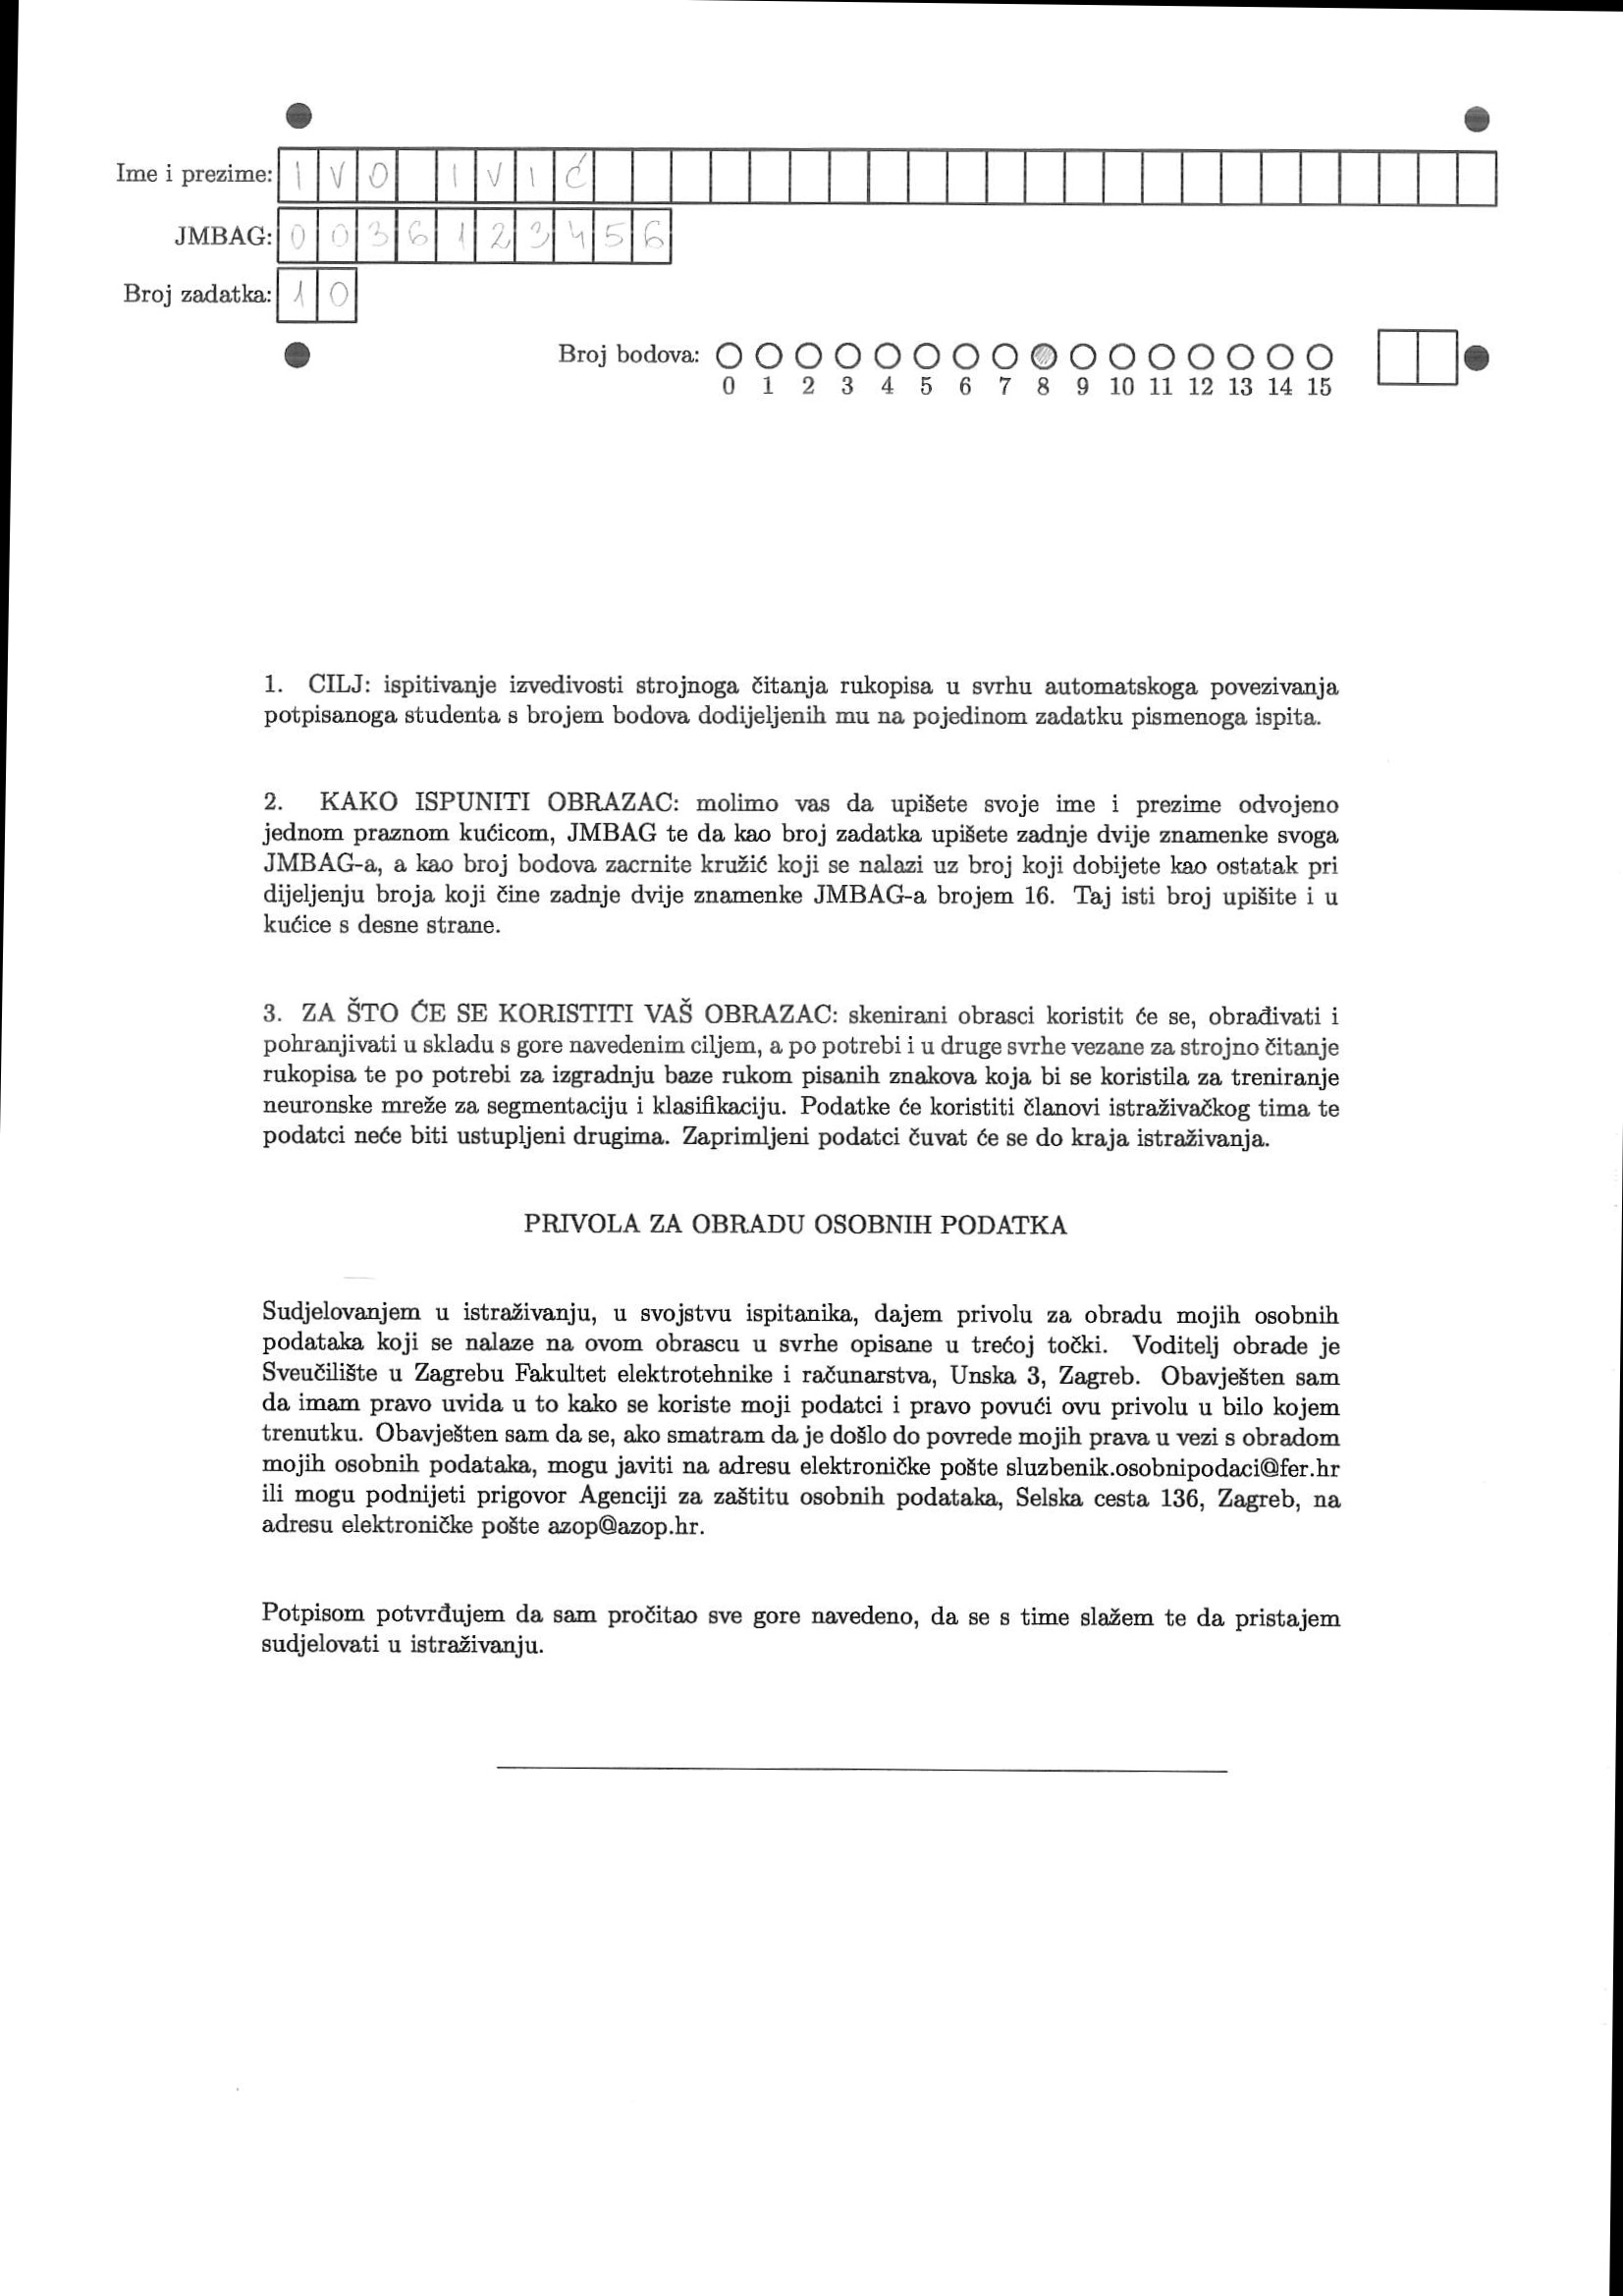 Ime i prezime: IVO IVIĆ
JMBAG: 0036123456
Broj zadatka: 10
Broj bodova:
0 1 2 3 4 5 6 7 8 9 10 11 12 13 14 15
1. CILJ: ispitivanje izvedivosti strojnoga čitanja rukopisa u svrhu automatskoga povezivanja
potpisanoga studenta s brojem bodova dodijeljenih mu na pojedinom zadatku pismenoga ispita.
2. KAKO ISPUNITI OBRAZAC: molimo vas da upišete svoje ime i prezime odvojeno
jednom praznom kućicom, JMBAG te da kao broj zadatka upišete zadnje dvije znamenke svoga
JMBAG-a, a kao broj bodova zacrnite kružić koji se nalazi uz broj koji dobijete kao ostatak pri
dijeljenju broja koji čine zadnje dvije znamenke JMBAG-a brojem 16. Taj isti broj upišite i u
kućice s desne strane.
3. ZA ŠTO ĆE SE KORISTITI VAŠ OBRAZAC: skenirani obrasci koristit će se, obrađivati i
pohranjivati u skladu s gore navedenim ciljem, a po potrebi i u druge svrhe vezane za strojno čitanje
rukopisa te po potrebi za izgradnju baze rukom pisanih znakova koja bi se koristila za treniranje
neuronske mreže za segmentaciju i klasifikaciju. Podatke će koristiti članovi istraživačkog tima te
podatci neće biti ustupljeni drugima. Zaprimljeni podatci čuvat će se do kraja istraživanja.
PRIVOLA ZA OBRADU OSOBNIH PODATKA
Sudjelovanjem u istraživanju, u svojstvu ispitanika, dajem privolu za obradu mojih osobnih
podataka koji se nalaze na ovom obrascu u svrhe opisane u trećoj točki. Voditelj obrade je
Sveučilište u Zagrebu Fakultet elektrotehnike i računarstva, Unska 3, Zagreb. Obavješten sam
da imam pravo uvida u to kako se koriste moji podatci i pravo povući ovu privolu u bilo kojem
trenutku. Obavješten sam da se, ako smatram da je došlo do povrede mojih prava u vezi s obradom
mojih osobnih podataka, mogu javiti na adresu elektroničke pošte sluzbenik.osobnipodaci@fer.hr
ili mogu podnijeti prigovor Agenciji za zaštitu osobnih podataka, Selska cesta 136, Zagreb, na
adresu elektroničke pošte azop@azop.hr.
Potpisom potvrđujem da sam pročitao sve gore navedeno, da se s time slažem te da pristajem
sudjelovati u istraživanju.